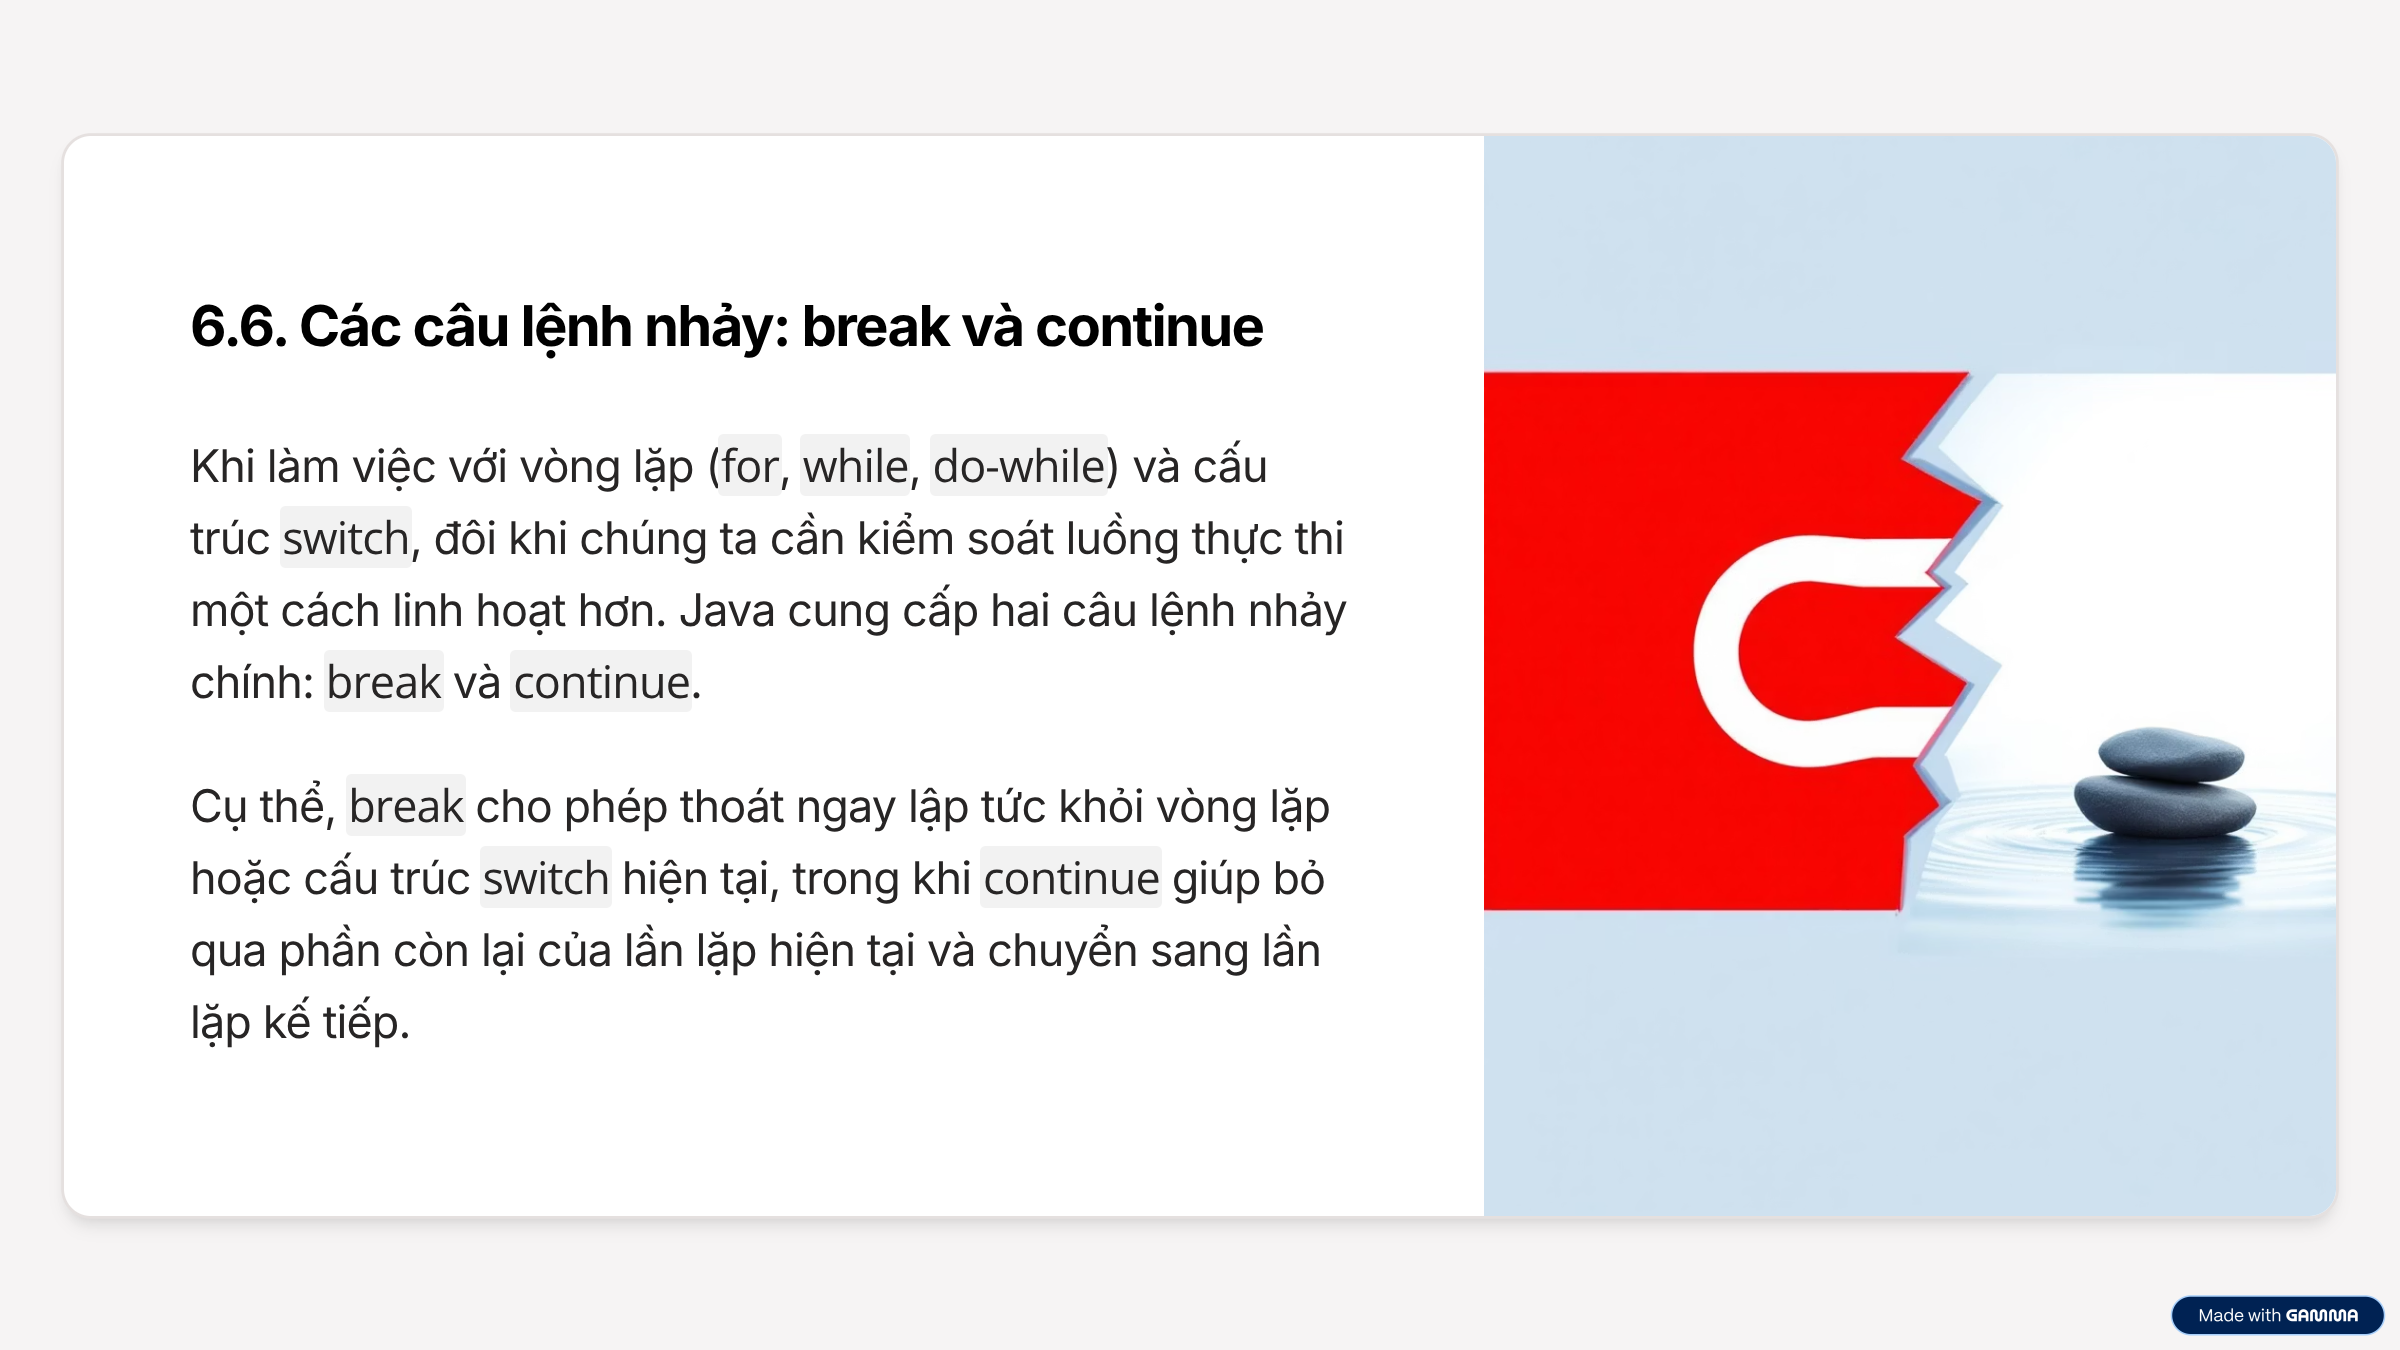 6.6. Các câu lệnh nhảy: break và continue
Khi làm việc với vòng lặp (for, while, do-while) và cấu
trúc switch, đôi khi chúng ta cần kiểm soát luồng thực thi
một cách linh hoạt hơn. Java cung cấp hai câu lệnh nhảy
chính: break và continue.
Cụ thể, break cho phép thoát ngay lập tức khỏi vòng lặp
hoặc cấu trúc switch hiện tại, trong khi continue giúp bỏ
qua phần còn lại của lần lặp hiện tại và chuyển sang lần
lặp kế tiếp.
Made with GAMMA